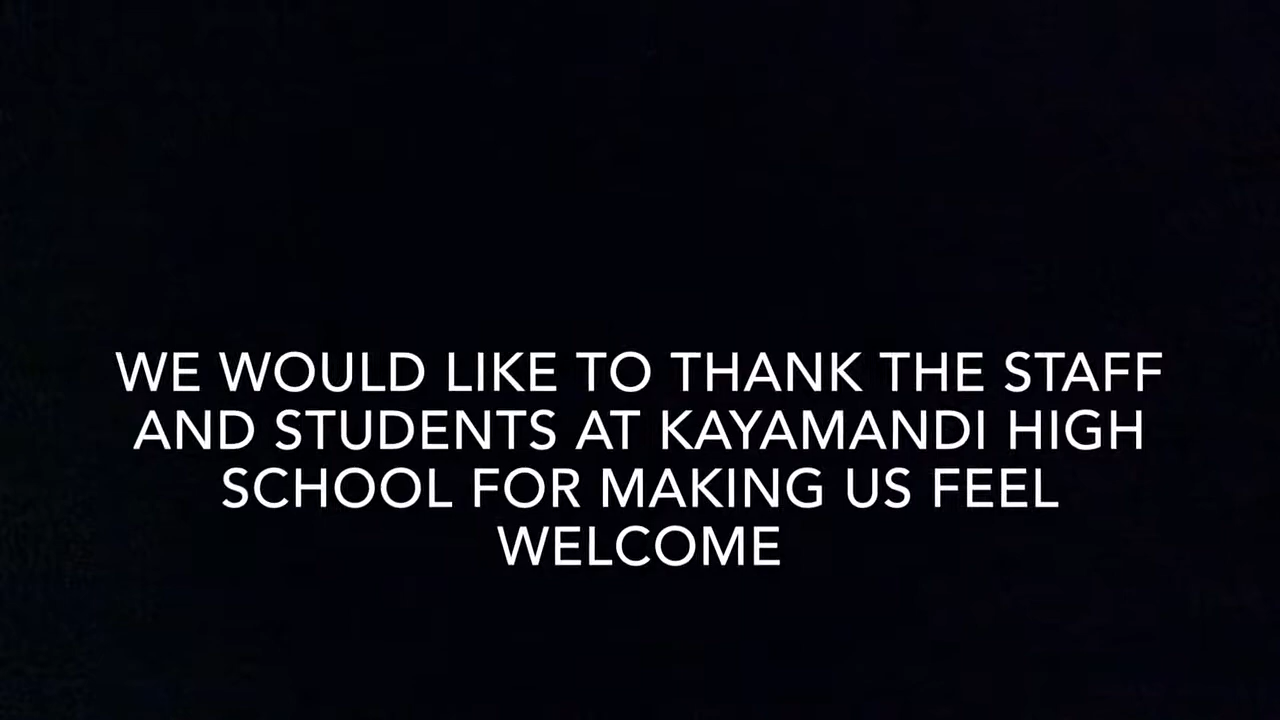 WE WOULD LIKE TO THANK THE STAFF
AND STUDENTS AT KAYAMANDI HIGH
SCHOOL FOR MAKING US FEEL
WELCOME